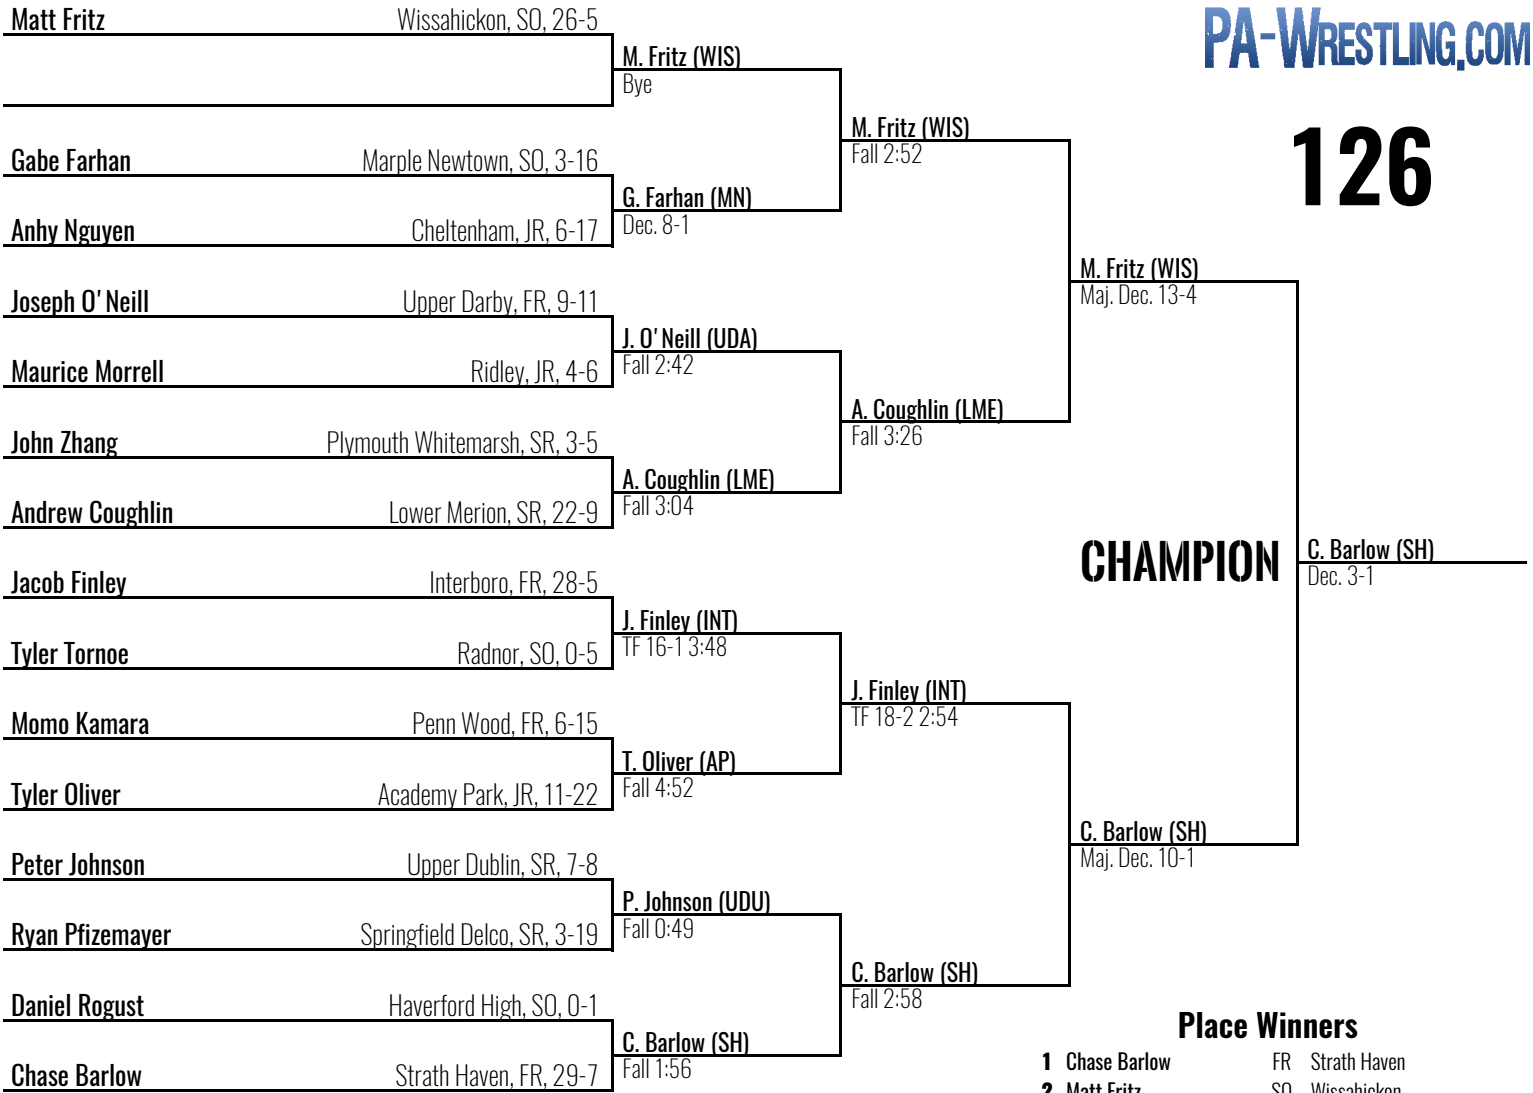 PA-WRESTLING.COM
126
Matt Fritz Wissahickon, SO, 26-5
M. Fritz (WIS)
Bye
M. Fritz (WIS)
Fall 2:52
Gabe Farhan Marple Newtown, SO, 3-16
G. Farhan (MN)
Dec. 8-1
Anhy Nguyen Cheltenham, JR, 6-17
M. Fritz (WIS)
Maj. Dec. 13-4
Joseph O'Neill Upper Darby, FR, 9-11
J. O'Neill (UDA)
Fall 2:42
Maurice Morrell Ridley, JR, 4-6
A. Coughlin (LME)
Fall 3:26
John Zhang Plymouth Whitemarsh, SR, 3-5
A. Coughlin (LME)
Fall 3:04
Andrew Coughlin Lower Merion, SR, 22-9
CHAMPION
C. Barlow (SH)
Dec. 3-1
Jacob Finley Interboro, FR, 28-5
J. Finley (INT)
TF 16-1 3:48
Tyler Tornoe Radnor, SO, 0-5
J. Finley (INT)
TF 18-2 2:54
Momo Kamara Penn Wood, FR, 6-15
T. Oliver (AP)
Fall 4:52
Tyler Oliver Academy Park, JR, 11-22
C. Barlow (SH)
Maj. Dec. 10-1
Peter Johnson Upper Dublin, SR, 7-8
P. Johnson (UDU)
Fall 0:49
Ryan Pfizemayer Springfield Delco, SR, 3-19
C. Barlow (SH)
Fall 2:58
Daniel Rogust Haverford High, SO, 0-1
C. Barlow (SH)
Fall 1:56
Chase Barlow Strath Haven, FR, 29-7
Place Winners
1 Chase Barlow FR Strath Haven
2 Matt Fritz SO Wissahickon